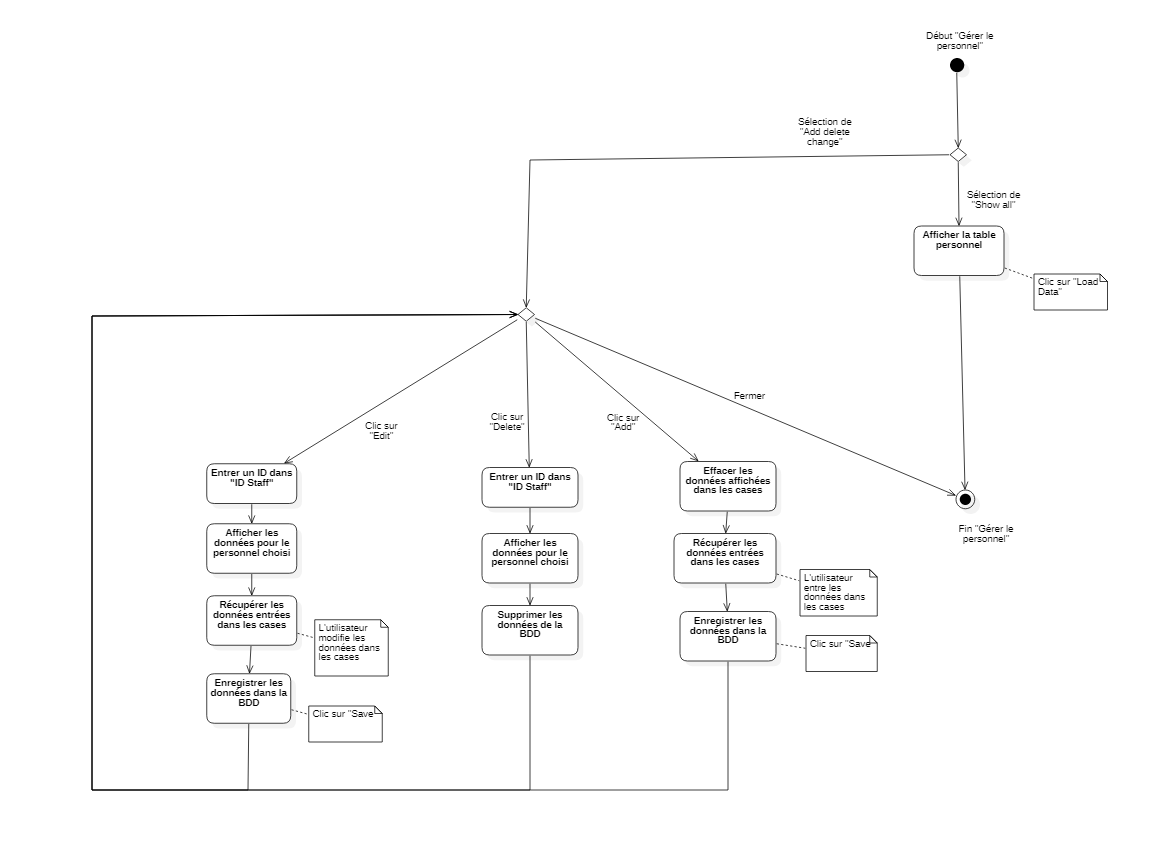 Début "Gérer le
personnel"
Sélection de
"Add delete
change"
Sélection de
"Show all"
Afficher la table
personnel
Clic sur "Load
Data"
Fermer
Clic sur
"Edit"
Clic sur
"Delete"
Clic sur
"Add"
Entrer un ID dans
"ID Staff"
Afficher les
données pour le
personnel choisi
Récupérer les
données entrées
dans les cases
L'utilisateur
modifie les
données dans
les cases
Enregistrer les
données dans la
BDD
Clic sur "Save"
Entrer un ID dans
"ID Staff"
Afficher les
données pour le
personnel choisi
Supprimer les
données de la
BDD
Effacer les
données affichées
dans les cases
Récupérer les
données entrées
dans les cases
L'utilisateur
entre les
données dans
les cases
Enregistrer les
données dans la
BDD
Clic sur "Save
Fin "Gérer le
personnel"